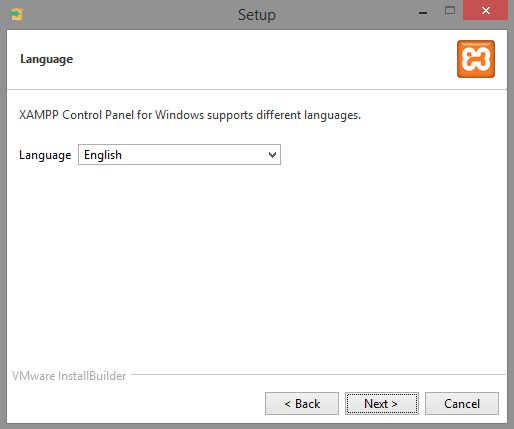 Setup
Language
XAMPP Control Panel for Windows supports different languages.
Language English
VMware InstallBuilder
< Back Next > Cancel